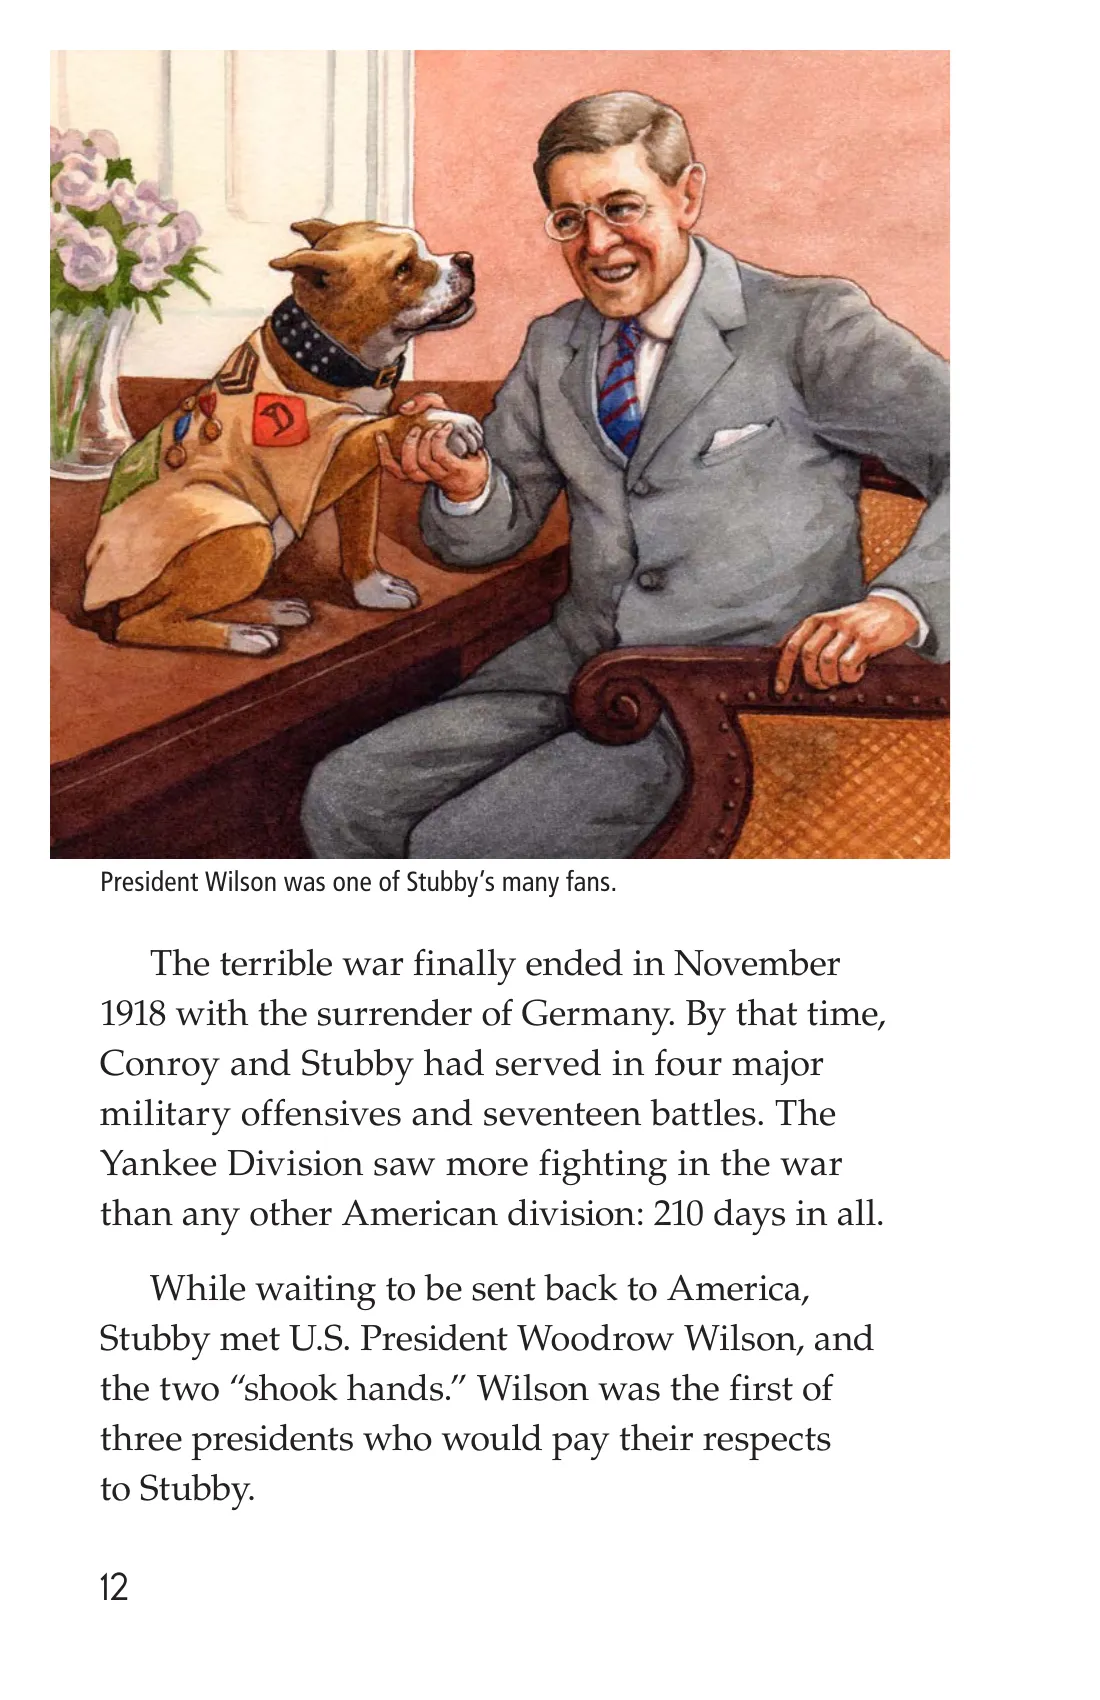 D
President Wilson was one of Stubby’s many fans.
The terrible war finally ended in November
1918 with the surrender of Germany. By that time,
Conroy and Stubby had served in four major
military offensives and seventeen battles. The
Yankee Division saw more fighting in the war
than any other American division: 210 days in all.
While waiting to be sent back to America,
Stubby met U.S. President Woodrow Wilson, and
the two “shook hands.” Wilson was the first of
three presidents who would pay their respects
to Stubby.
12